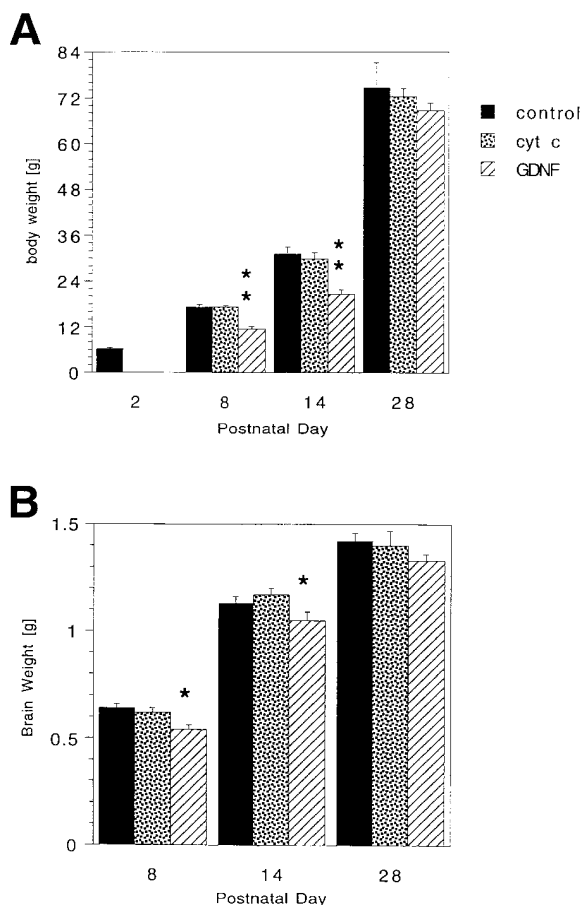 A
84
72
60
48
36
24
12
0
body weight [g]
control
cyt c
GDNF
*
*
*
*
2 8 14 28
Postnatal Day
B
1.5
1
0.5
0
Brain Weight [g]
*
*
8 14 28
Postnatal Day